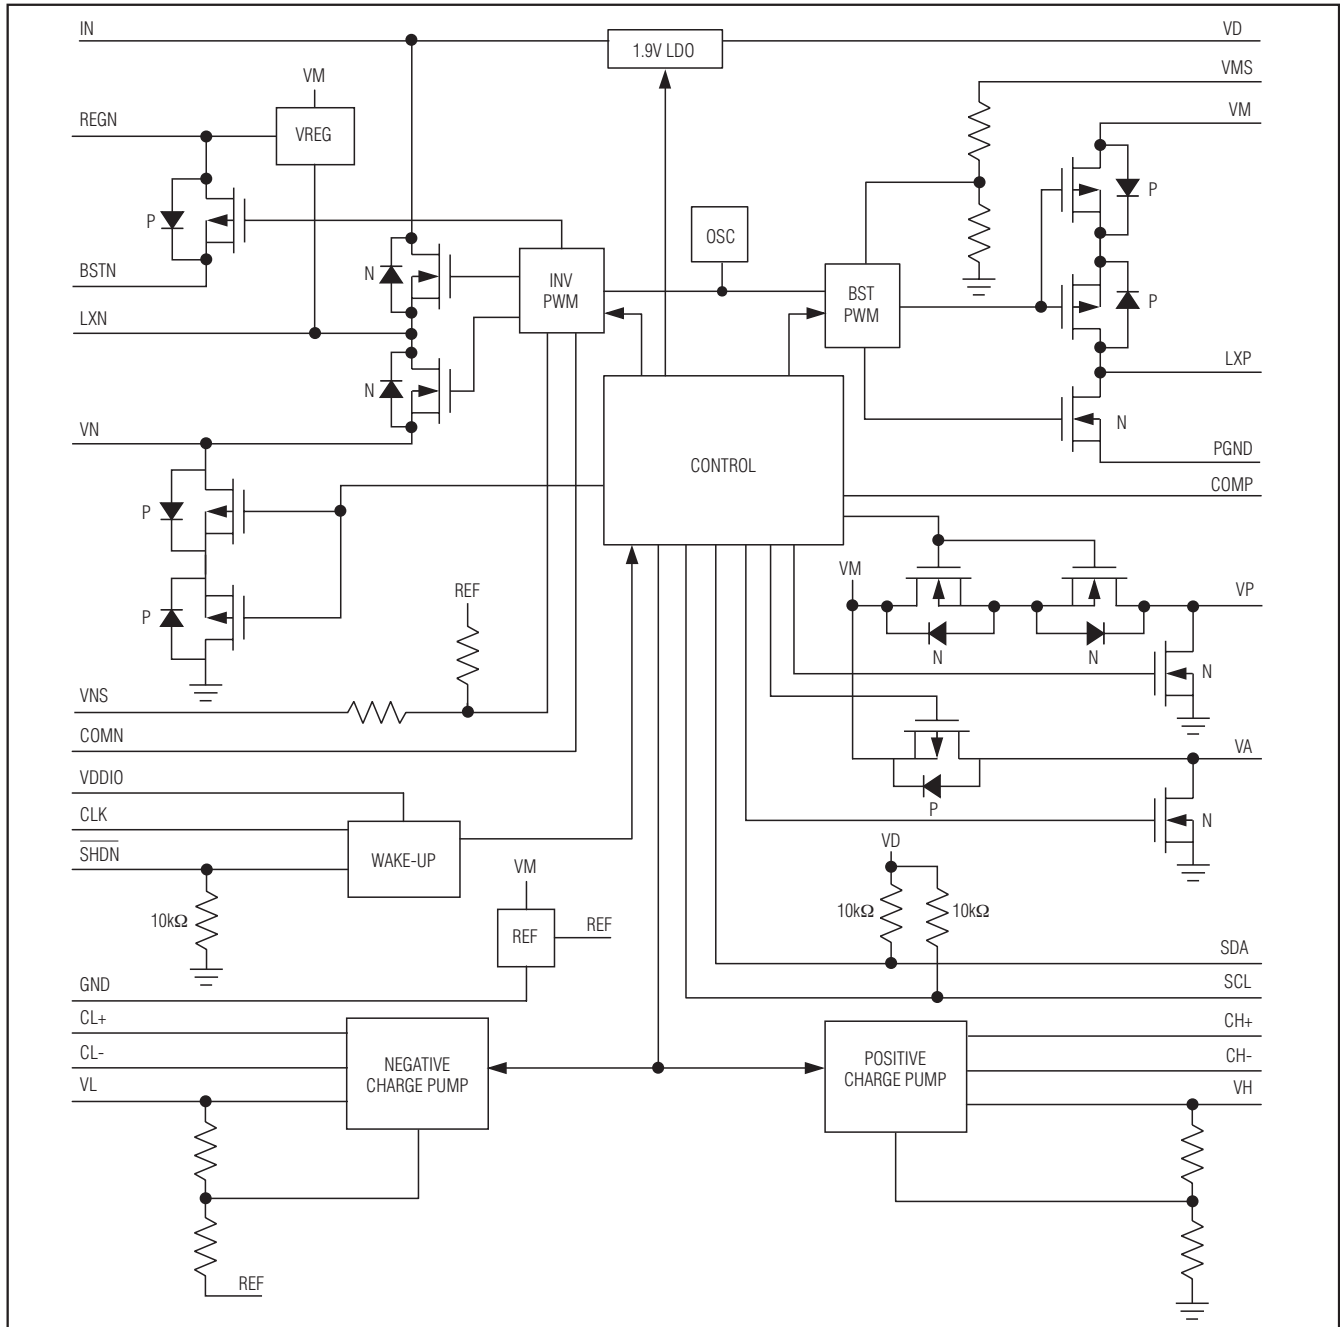 IN
VD
1.9V LDO
VMS
VM
VM
REGN
VREG
P
P
OSC
BSTN
N
INV
PWM
BST
PWM
P
LXN
LXP
N
N
VN
PGND
CONTROL
COMP
P
VM
REF
VP
P
N
N
N
VNS
COMN
VA
VDDIO
P
CLK
N
SHDN
WAKE-UP
VM
VD
10kΩ
10kΩ
10kΩ
REF
REF
SDA
GND
SCL
CL+
CH+
NEGATIVE
CHARGE PUMP
POSITIVE
CHARGE PUMP
CL-
CH-
VL
VH
REF